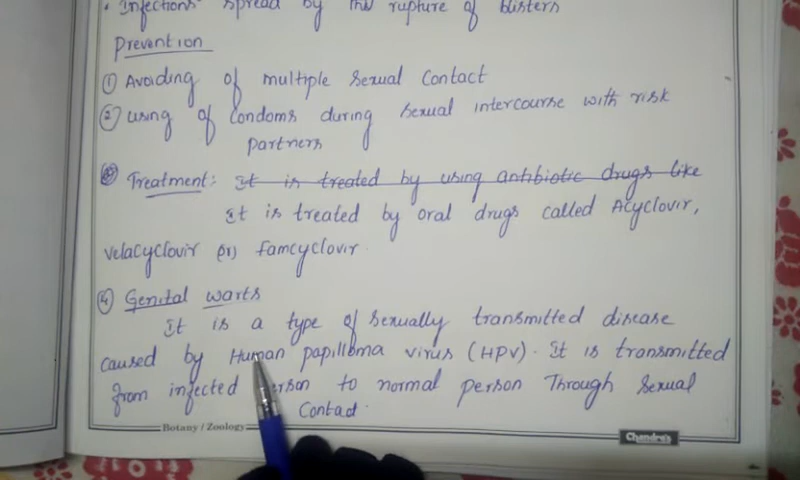 • Infections spread by the rupture of blisters
Prevention
① Avoiding of multiple sexual contact
② Using of condoms during sexual intercourse with risk
partners
Treatment: It is treated by using antibiotic drugs like
It is treated by oral drugs called Acyclovir,
Velacyclovir (or) famcyclovir.
④ Genital warts
It is a type of sexually transmitted disease
caused by Human papilloma virus (HPV). It is transmitted
from infected person to normal person through sexual
contact.
Botany / Zoology
Chandra's